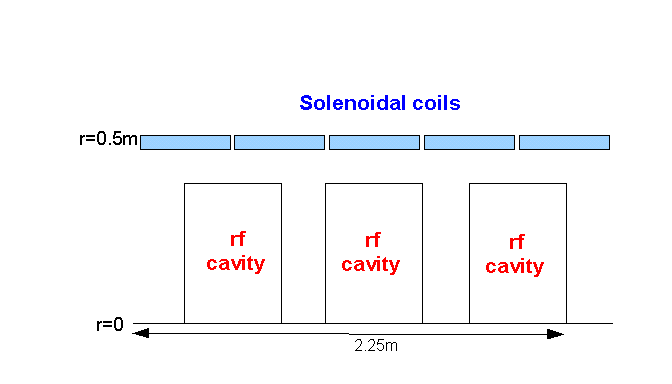 Solenoidal coils
r=0.5m
rf
cavity
rf
cavity
rf
cavity
r=0
2.25m